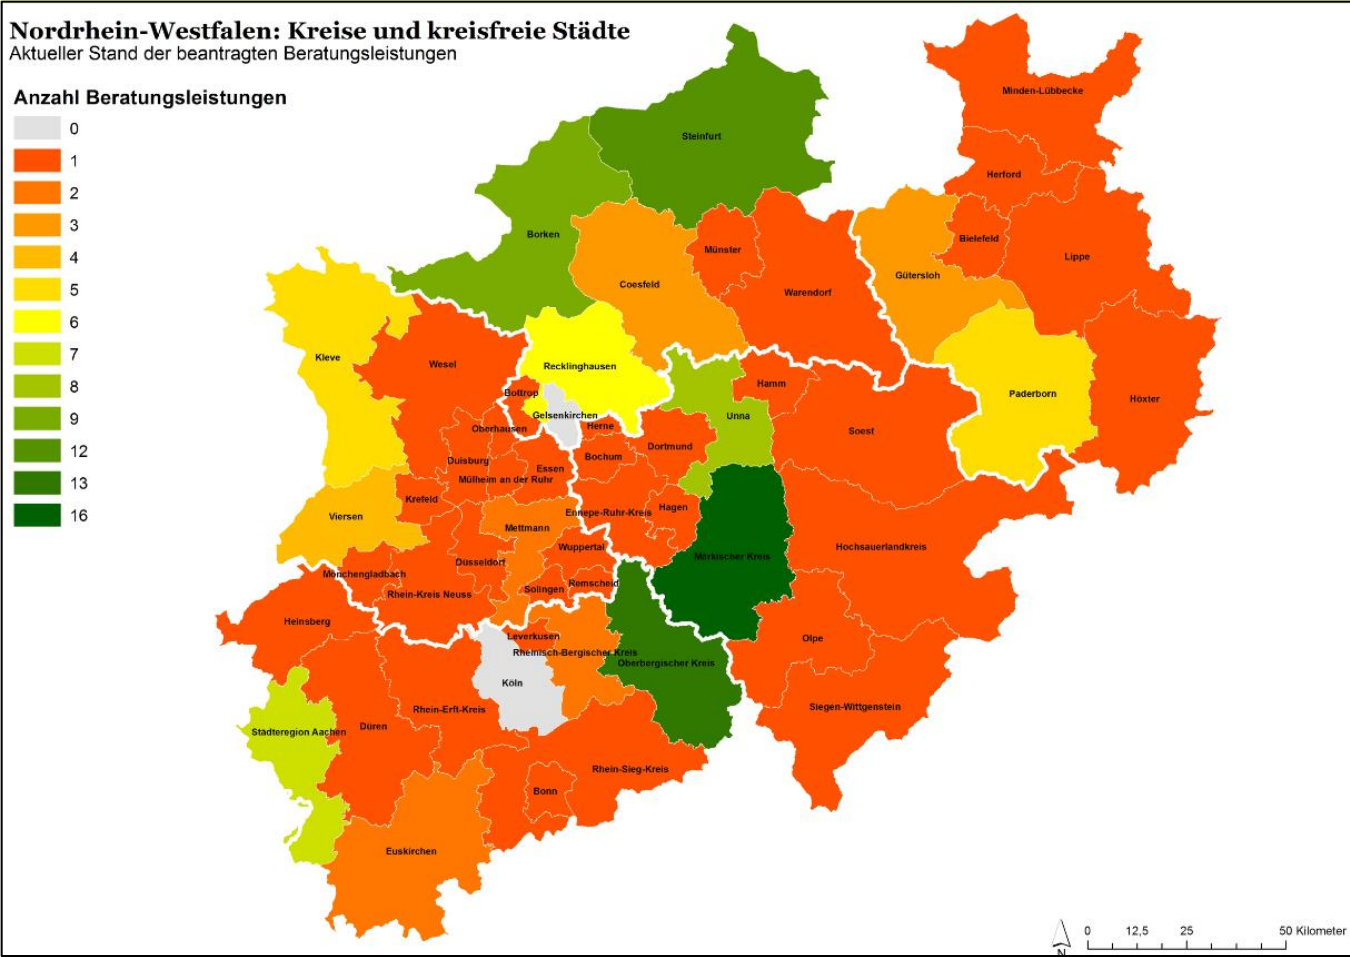 Nordrhein-Westfalen: Kreise und kreisfreie Städte
Aktueller Stand der beantragten Beratungsleistungen
Anzahl Beratungsleistungen
0
1
2
3
4
5
6
7
8
9
12
13
16
Minden-Lübbecke
Steinfurt
Herford
Borken
Bielefeld
Münster
Lippe
Gütersloh
Coesfeld
Warendorf
Kleve
Wesel
Recklinghausen
Hamm
Bottrop
Paderborn
Höxter
Gelsenkirchen
Unna
Herne
Oberhausen
Soest
Dortmund
Bochum
Duisburg
Essen
Mülheim an der Ruhr
Krefeld
Hagen
Ennepe-Ruhr-Kreis
Viersen
Mettmann
Wuppertal
Hochsauerlandkreis
Märkischer Kreis
Düsseldorf
Mönchengladbach
Remscheid
Solingen
Rhein-Kreis Neuss
Heinsberg
Leverkusen
Olpe
Rheinisch-Bergischer Kreis
Oberbergischer Kreis
Köln
Siegen-Wittgenstein
Rhein-Erft-Kreis
Düren
Städteregion Aachen
Rhein-Sieg-Kreis
Bonn
Euskirchen
N
0 12,5 25 50 Kilometer